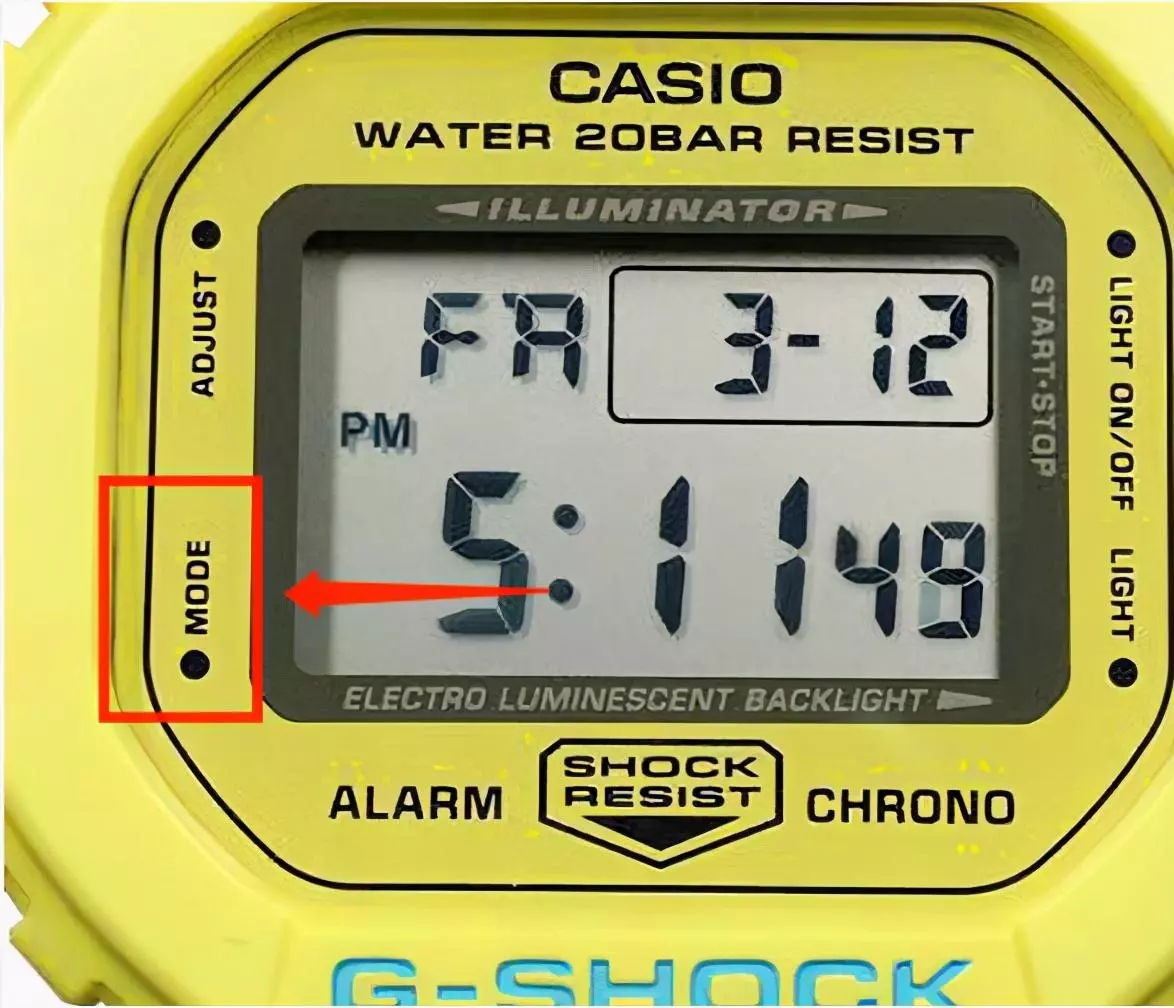 CASIO
WATER 20BAR RESIST
ILLUMINATOR
ADJUST
FR 3-12
PM
5:11 48
START·STOP
LIGHT ON/OFF
MODE
LIGHT
ELECTRO LUMINESCENT BACKLIGHT
ALARM
SHOCK
RESIST
CHRONO
G-SHOCK